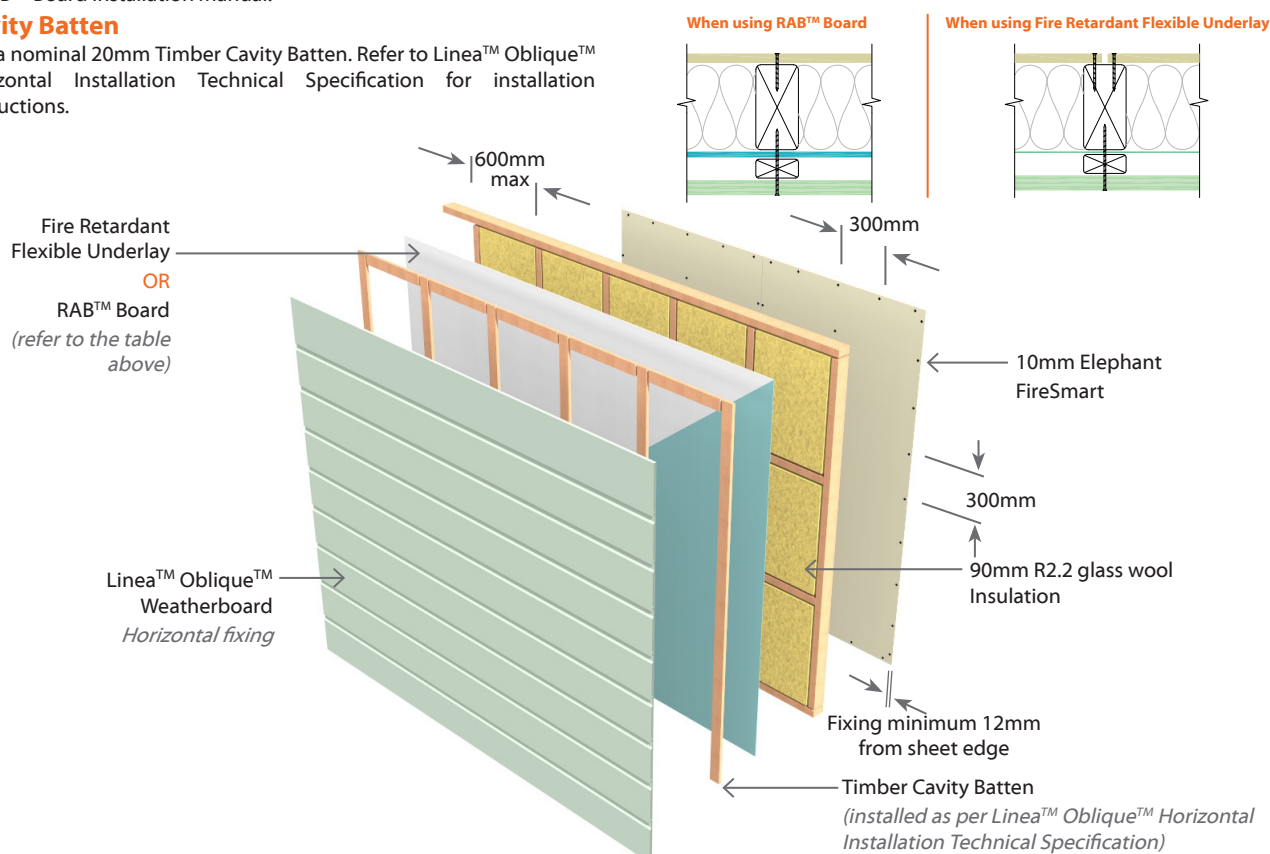 Board Installation Manual.
ity Batten
a nominal 20mm Timber Cavity Batten. Refer to Linea™ Oblique™
zontal Installation Technical Specification for installation
uctions.
When using RAB™ Board
When using Fire Retardant Flexible Underlay
600mm
max
300mm
Fire Retardant
Flexible Underlay
OR
RAB™ Board
(refer to the table
above)
10mm Elephant
FireSmart
300mm
90mm R2.2 glass wool
Insulation
Linea™ Oblique™
Weatherboard
Horizontal fixing
Fixing minimum 12mm
from sheet edge
Timber Cavity Batten
(installed as per Linea™ Oblique™ Horizontal
Installation Technical Specification)